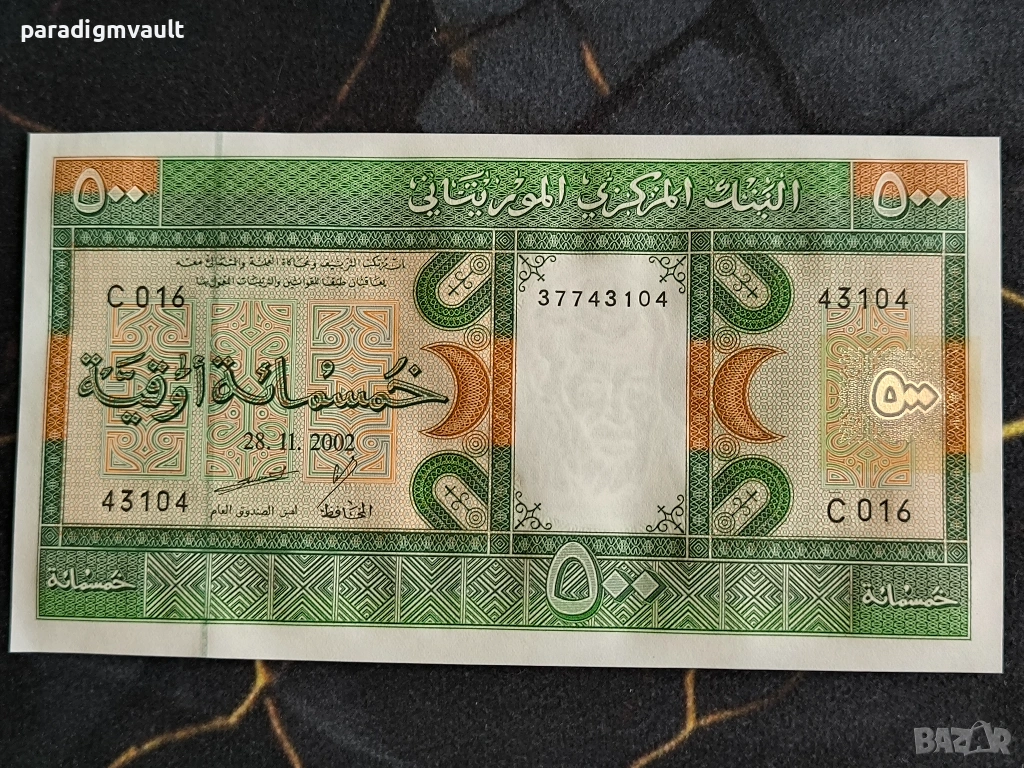 paradigmvault
٥٠٠ البنك المركزي الموريتاني ٥٠٠
C 016
37743104
43104
خمسمائة أوقية
٥٠٠
28.11.2002
43104
أمين الصندوق العام
المحافظ
C 016
خمسمائة
٥٠٠
خمسمائة
BAZAR